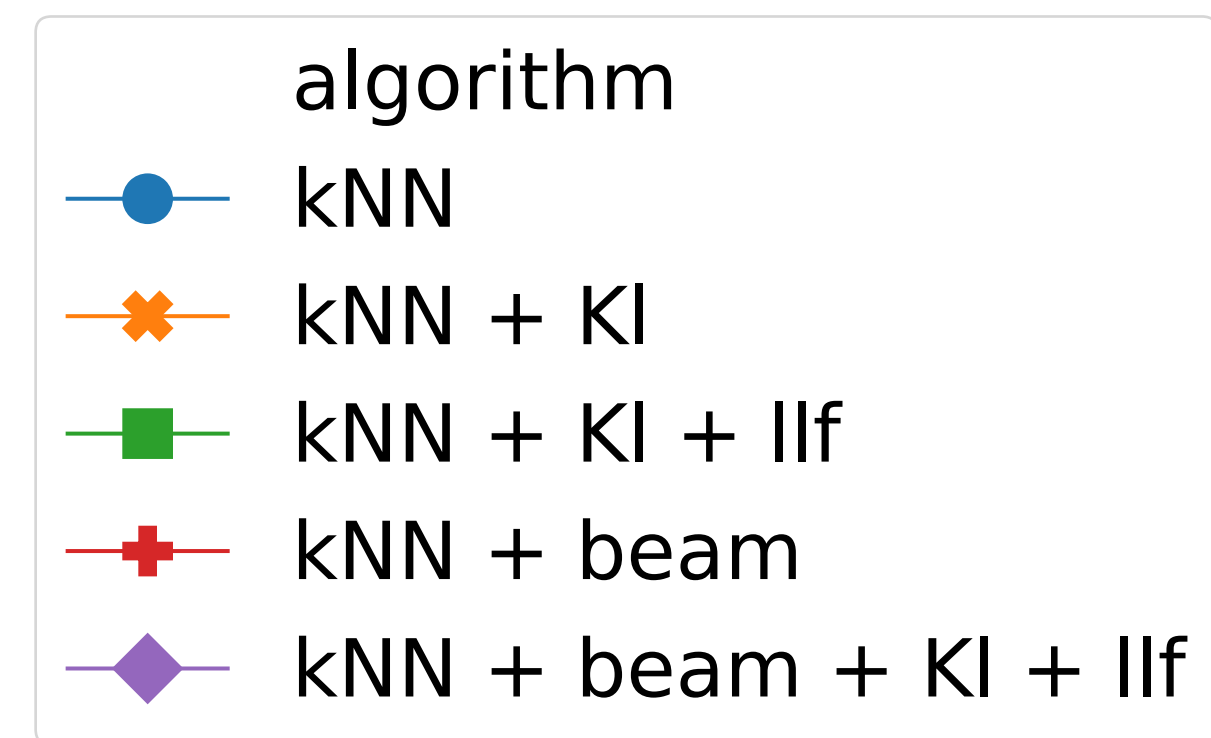 algorithm
kNN
kNN + Kl
kNN + Kl + llf
kNN + beam
kNN + beam + Kl + llf